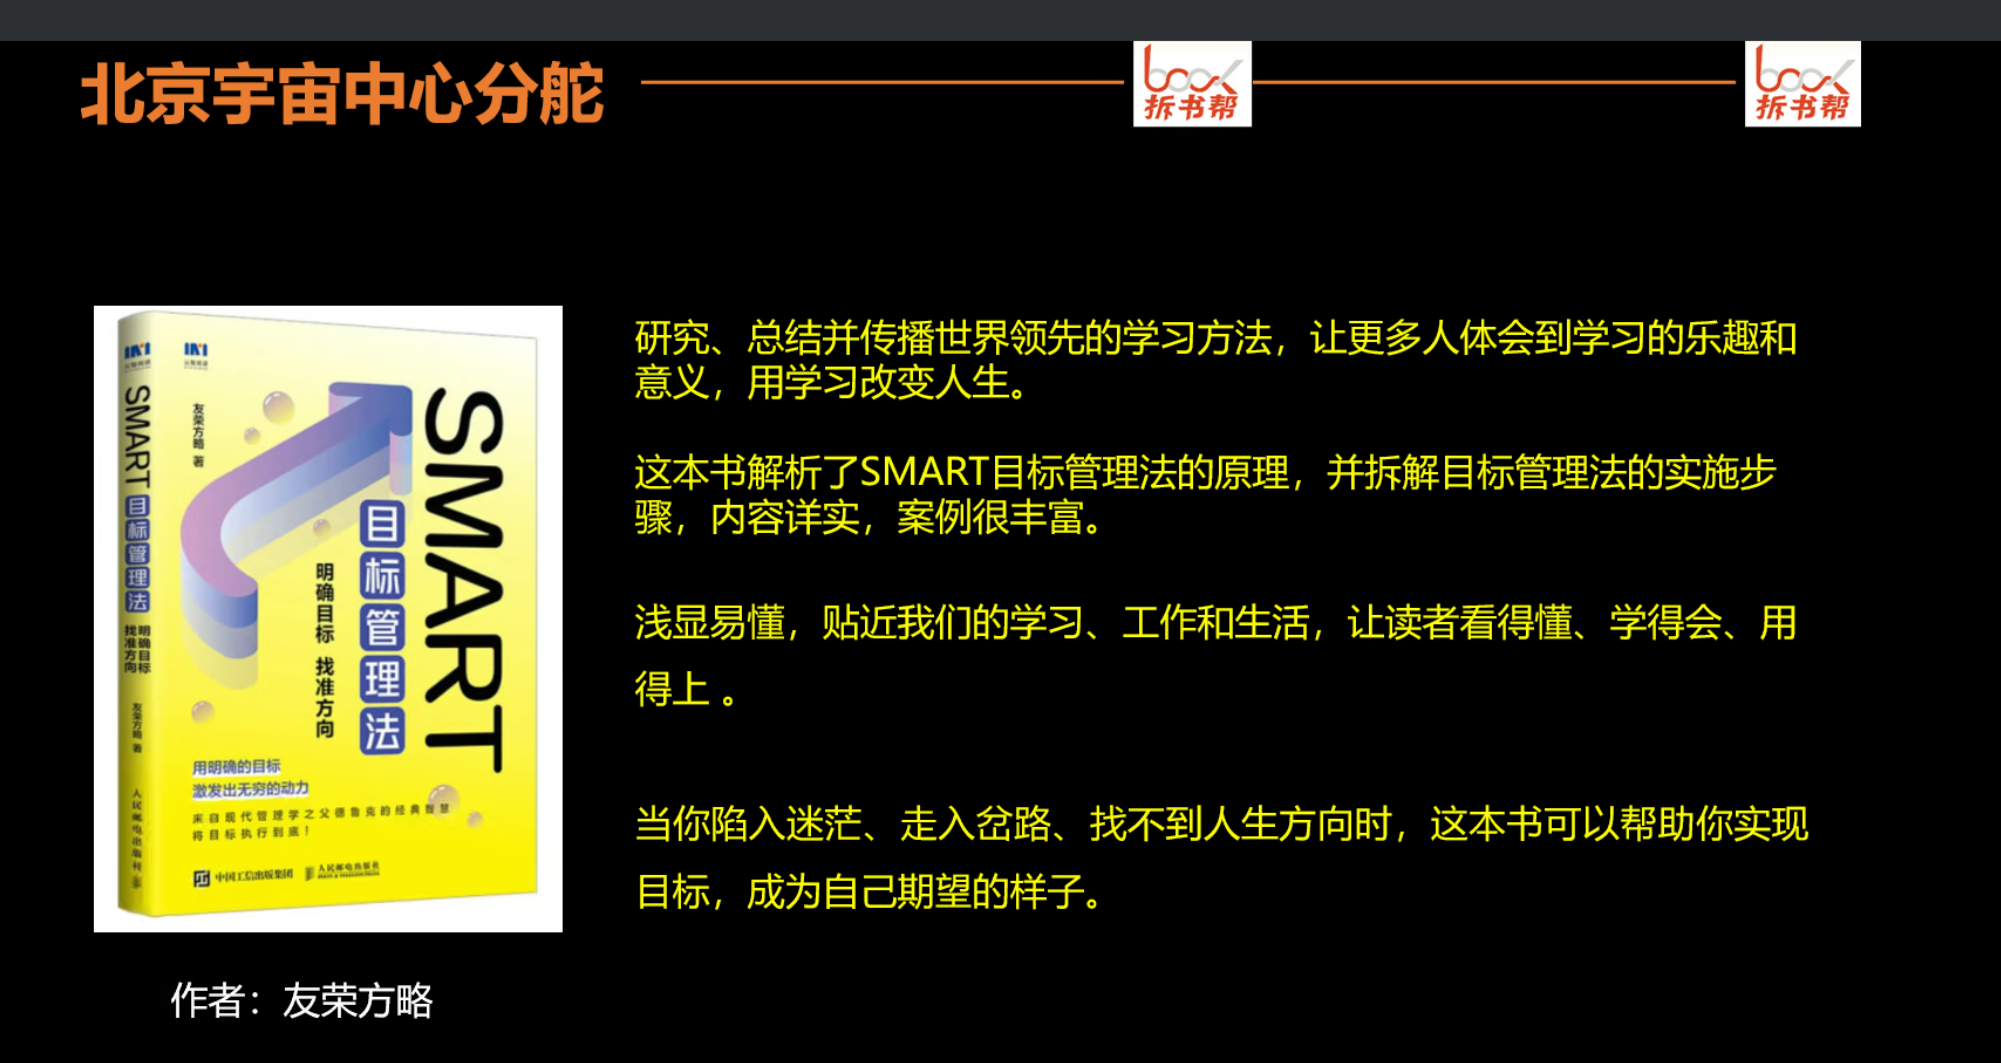 北京宇宙中心分舵
book
拆书帮
book
拆书帮
研究、总结并传播世界领先的学习方法，让更多人体会到学习的乐趣和
意义，用学习改变人生。
这本书解析了SMART目标管理法的原理，并拆解目标管理法的实施步
骤，内容详实，案例很丰富。
浅显易懂，贴近我们的学习、工作和生活，让读者看得懂、学得会、用
得上 。
当你陷入迷茫、走入岔路、找不到人生方向时，这本书可以帮助你实现
目标，成为自己期望的样子。
SMART
目标管理法
明确目标
找准方向
友荣方略 著
人民邮电出版社
友荣方略 著
SMART
目标管理法
明确目标 找准方向
用明确的目标
激发出无穷的动力
来自现代管理学之父德鲁克的经典智慧
将目标执行到底！
中国工信出版集团
人民邮电出版社
作者：友荣方略